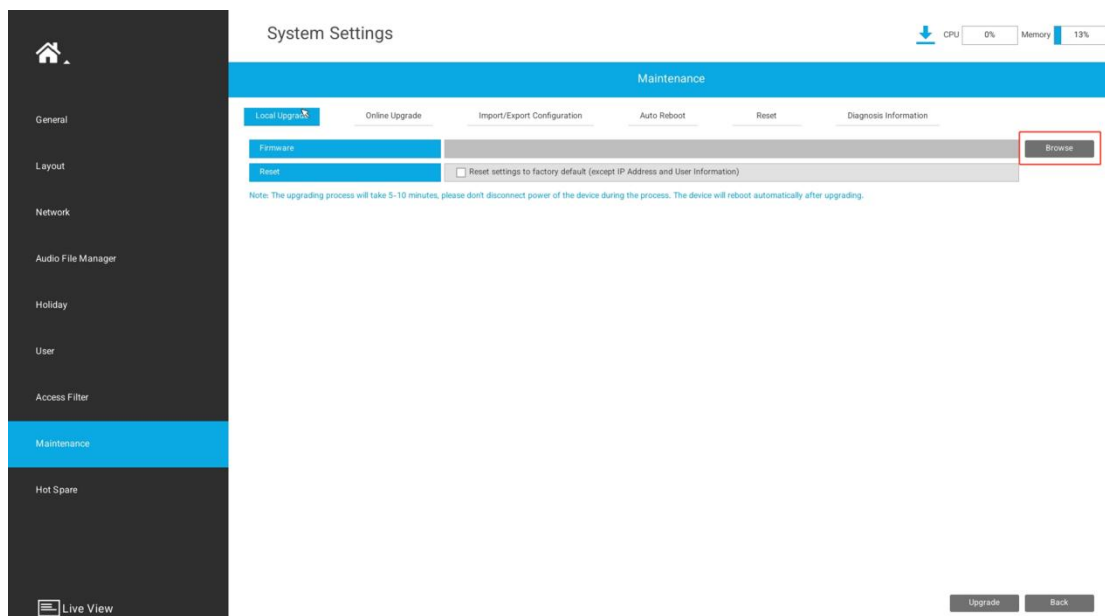 System Settings
CPU 0% Memory 13%
Maintenance
General
Layout
Network
Audio File Manager
Holiday
User
Access Filter
Maintenance
Hot Spare
Live View
Local Upgrade Online Upgrade Import/Export Configuration Auto Reboot Reset Diagnosis Information
Firmware Browse
Reset Reset settings to factory default (except IP Address and User Information)
Note: The upgrading process will take 5-10 minutes, please don't disconnect power of the device during the process. The device will reboot automatically after upgrading.
Upgrade Back